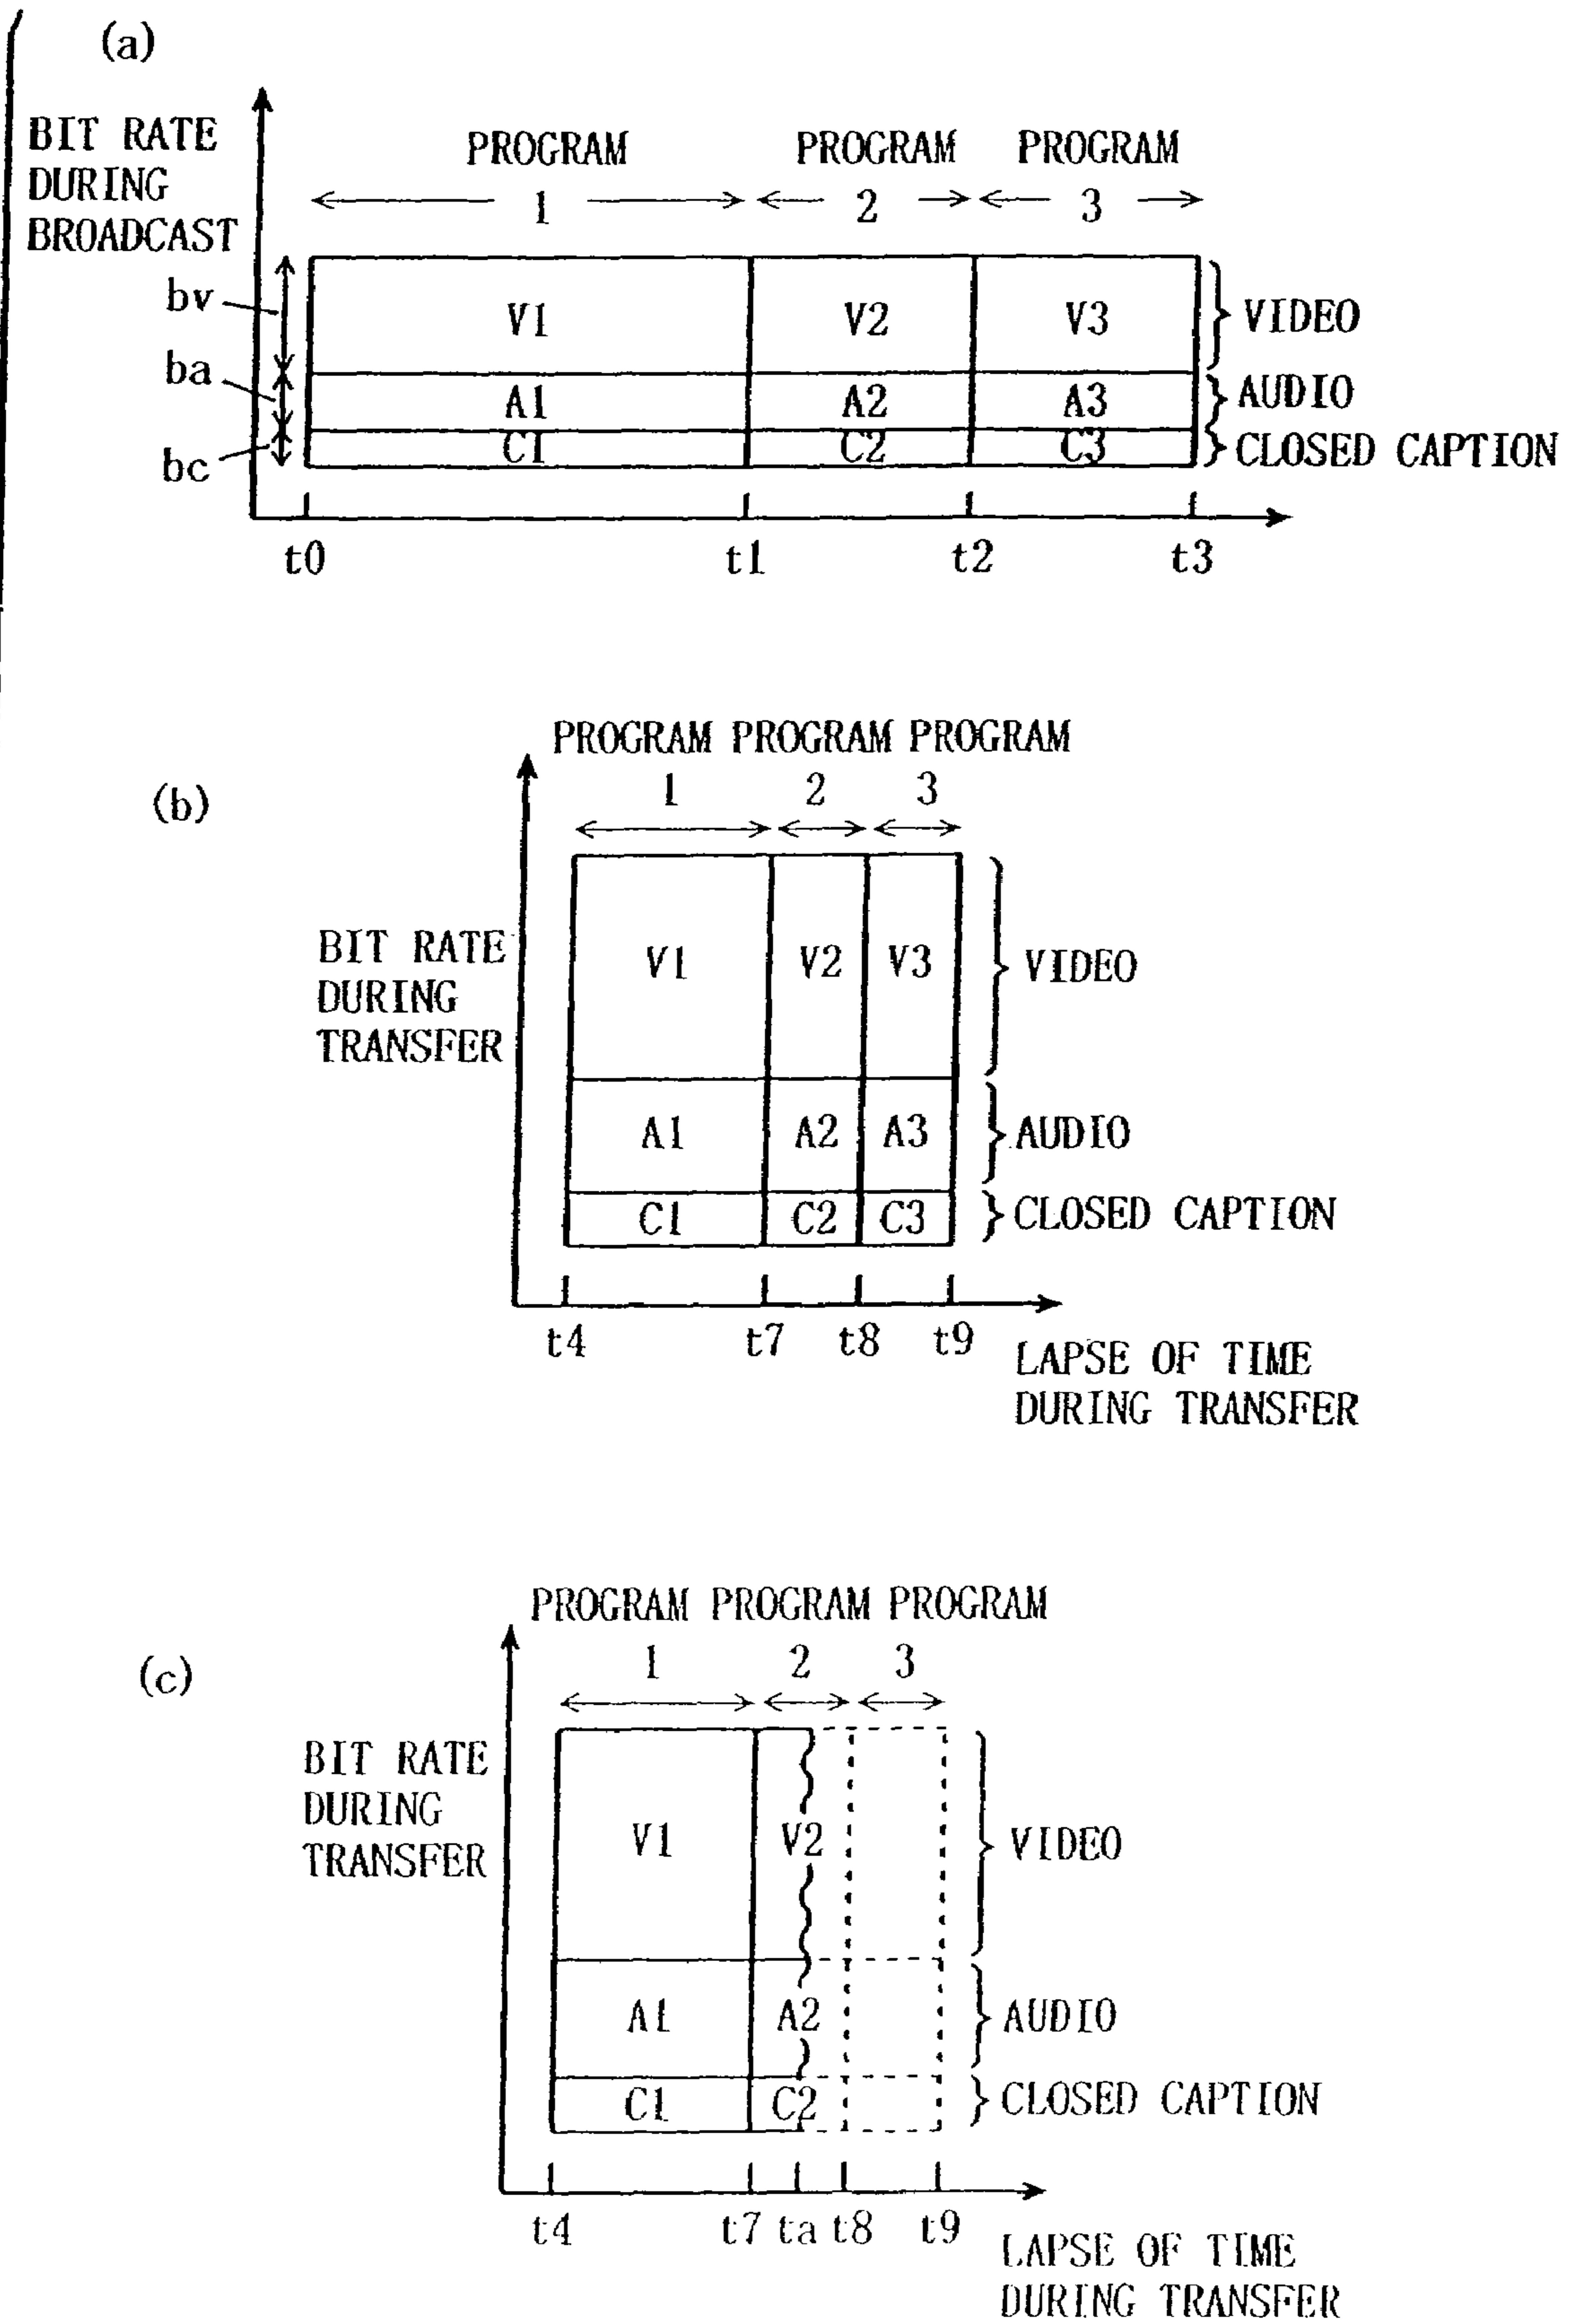 (a)
BIT RATE
DURING
BROADCAST
PROGRAM PROGRAM PROGRAM
1 2 3
bv
V1 V2 V3 VIDEO
ba
A1 A2 A3 AUDIO
bc
C1 C2 C3 CLOSED CAPTION
t0 t1 t2 t3
(b)
PROGRAM PROGRAM PROGRAM
1 2 3
BIT RATE
DURING
TRANSFER
V1 V2 V3 VIDEO
A1 A2 A3 AUDIO
C1 C2 C3 CLOSED CAPTION
t4 t7 t8 t9
LAPSE OF TIME
DURING TRANSFER
(c)
PROGRAM PROGRAM PROGRAM
1 2 3
BIT RATE
DURING
TRANSFER
V1 V2 VIDEO
A1 A2 AUDIO
C1 C2 CLOSED CAPTION
t4 t7 ta t8 t9
LAPSE OF TIME
DURING TRANSFER